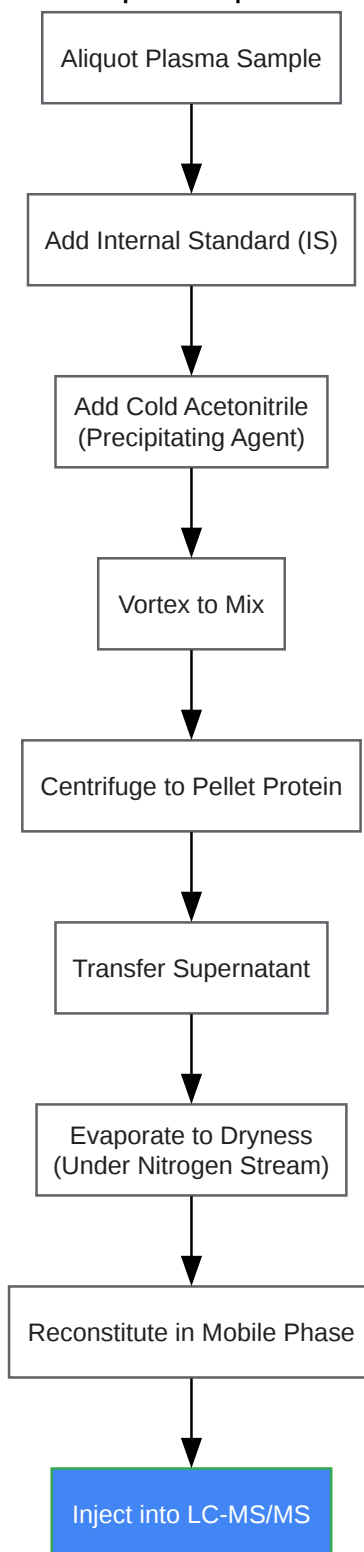 Aliquot Plasma Sample
Add Internal Standard (IS)
Add Cold Acetonitrile
(Precipitating Agent)
Vortex to Mix
Centrifuge to Pellet Protein
Transfer Supernatant
Evaporate to Dryness
(Under Nitrogen Stream)
Reconstitute in Mobile Phase
Inject into LC-MS/MS